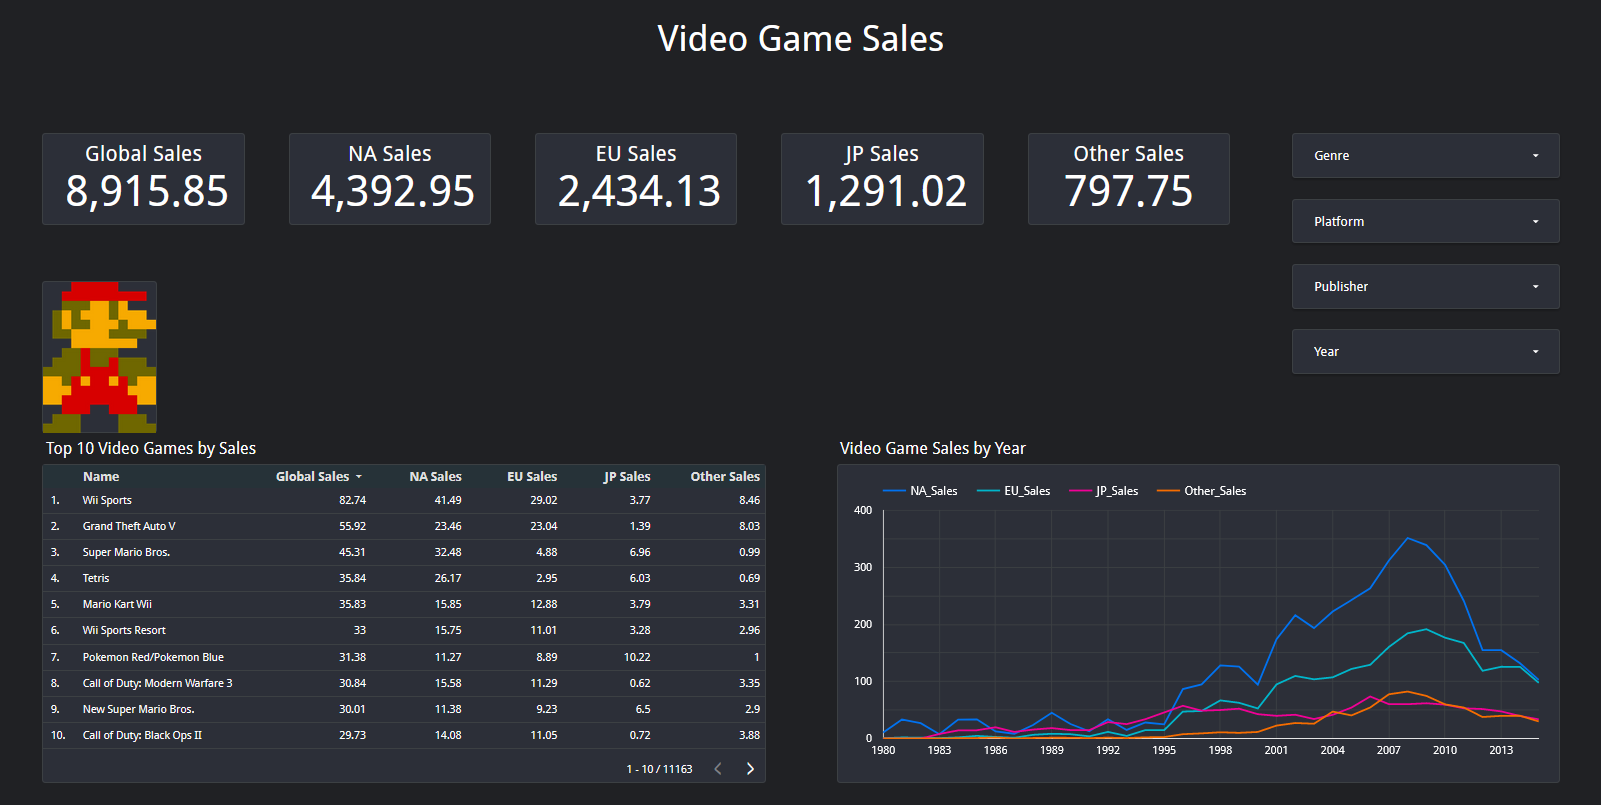 Video Game Sales
Global Sales
8,915.85
NA Sales
4,392.95
EU Sales
2,434.13
JP Sales
1,291.02
Other Sales
797.75
Genre
Platform
Publisher
Year
Top 10 Video Games by Sales
Name Global Sales NA Sales EU Sales JP Sales Other Sales
1. Wii Sports 82.74 41.49 29.02 3.77 8.46
2. Grand Theft Auto V 55.92 23.46 23.04 1.39 8.03
3. Super Mario Bros. 45.31 32.48 4.88 6.96 0.99
4. Tetris 35.84 26.17 2.95 6.03 0.69
5. Mario Kart Wii 35.83 15.85 12.88 3.79 3.31
6. Wii Sports Resort 33 15.75 11.01 3.28 2.96
7. Pokemon Red/Pokemon Blue 31.38 11.27 8.89 10.22 1
8. Call of Duty: Modern Warfare 3 30.84 15.58 11.29 0.62 3.35
9. New Super Mario Bros. 30.01 11.38 9.23 6.5 2.9
10. Call of Duty: Black Ops II 29.73 14.08 11.05 0.72 3.88
1 - 10 / 11163
Video Game Sales by Year
NA_Sales EU_Sales JP_Sales Other_Sales
400
300
200
100
0
1980 1983 1986 1989 1992 1995 1998 2001 2004 2007 2010 2013